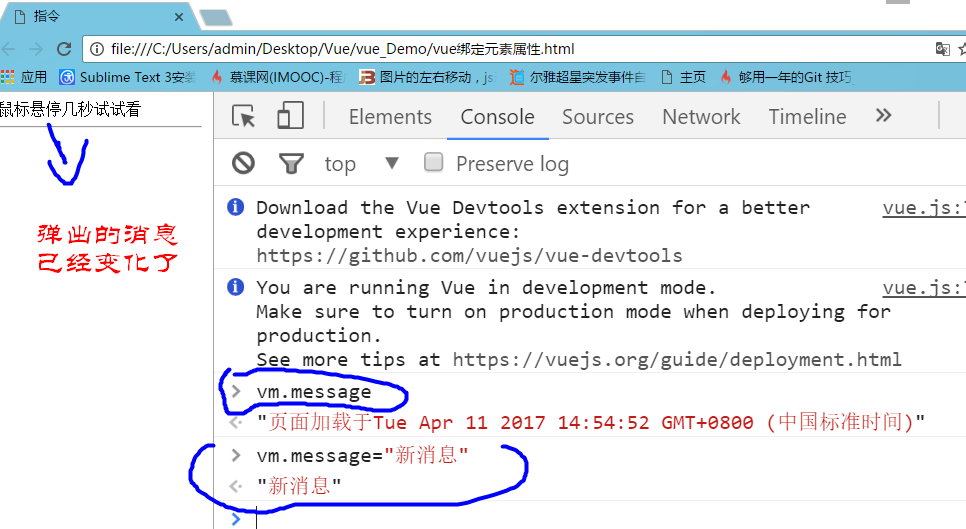 指令
file:///C:/Users/admin/Desktop/Vue/vue_Demo/vue绑定元素属性.html
应用 Sublime Text 3安装 慕课网(IMOOC)-程 图片的左右移动，js 尔雅超星突发事件自 主页 够用一年的Git 技巧
鼠标悬停几秒试试看
弹出的消息
已经变化了
Elements Console Sources Network Timeline
top Preserve log
Download the Vue Devtools extension for a better vue.js:
development experience:
https://github.com/vuejs/vue-devtools
You are running Vue in development mode. vue.js:
Make sure to turn on production mode when deploying for
production.
See more tips at https://vuejs.org/guide/deployment.html
> vm.message
"页面加载于Tue Apr 11 2017 14:54:52 GMT+0800 (中国标准时间)"
> vm.message="新消息"
"新消息"
>